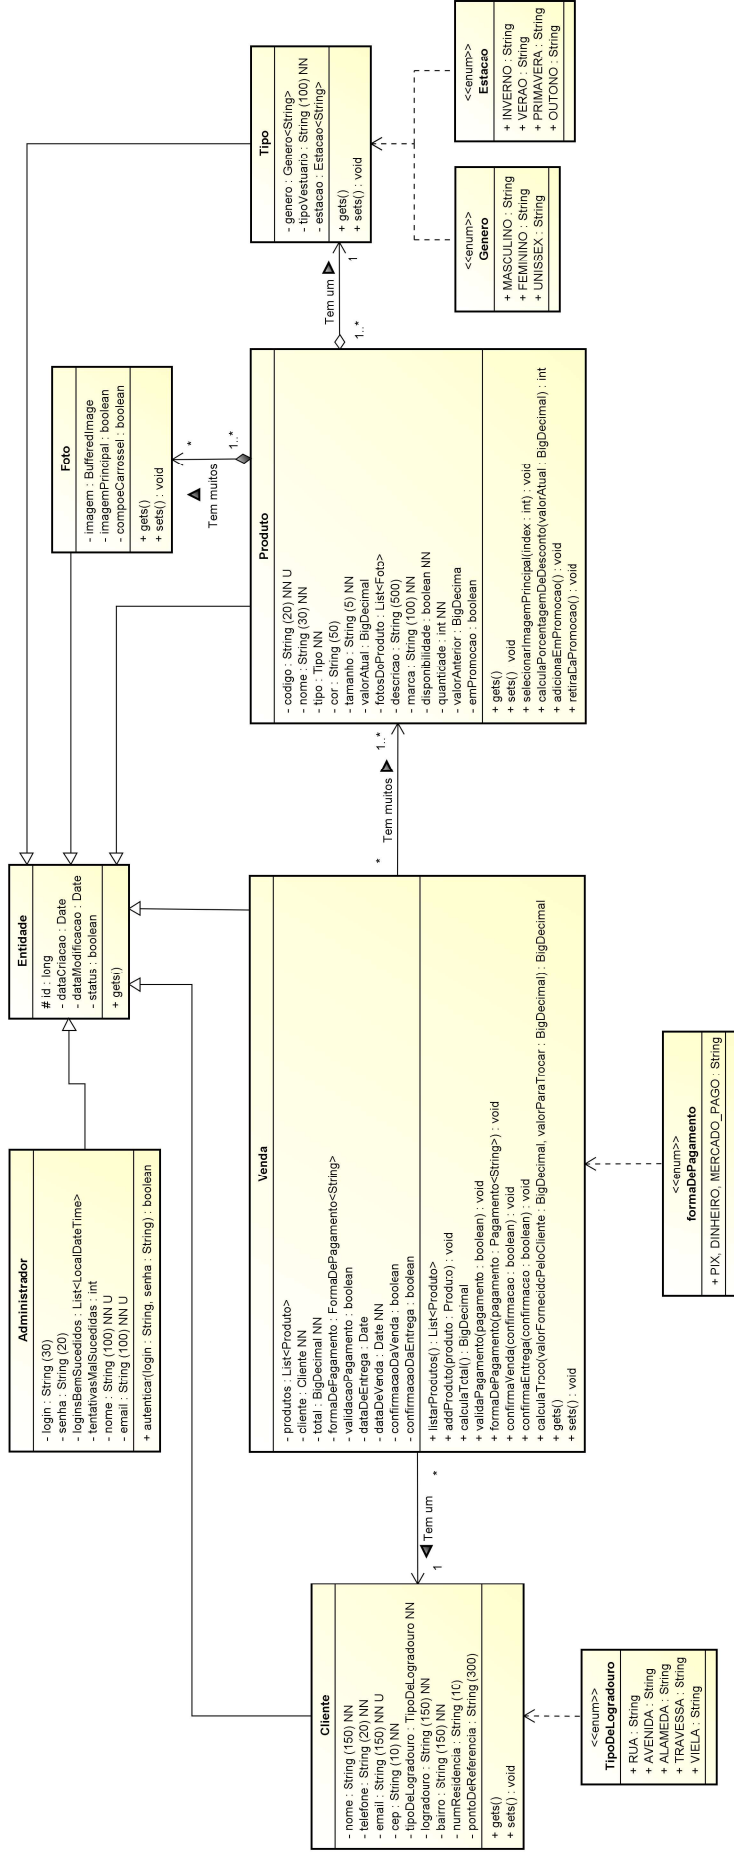 Administrador
- login : String (30)
- senha : String (20)
- loginsBemSucedidos : List<LocalDateTime>
- tentativasMalSucedidas : int
- nome : String (100) NN U
- email : String (100) NN U
+ autenticar(login : String, senha : String) : boolean
Entidade
# id : long
- dataCriacao : Date
- dataModificacao : Date
- status : boolean
+ gets()
Foto
- imagem : BufferedImage
- imagemPrincipal : boolean
- compoeCarrossel : boolean
+ gets()
+ sets() : void
Tipo
- genero : Genero<String>
- tipoVestuario : String (100) NN
- estacao : Estacao<String>
+ gets()
+ sets() : void
Tem muitos
*
1..*
Tem um
1
1..*
Cliente
- nome : String (150) NN
- telefone : String (20) NN
- email : String (150) NN U
- cep : String (10) NN
- tipoDeLogradouro : TipoDeLogradouro NN
- logradouro : String (150) NN
- bairro : String (150) NN
- numResidencia : String (10)
- pontoDeReferencia : String (300)
+ gets()
+ sets() : void
Tem um
1
*
Venda
- produtos : List<Produto>
- cliente : Cliente NN
- total : BigDecimal NN
- formaDePagamento : FormaDePagamento<String>
- validacaoPagamento : boolean
- dataDeEntrega : Date
- dataDeVenda : Date NN
- confirmacaoDaVenda : boolean
- confirmacaoDaEntrega : boolean
+ listarProdutos() : List<Produto>
+ addProduto(produto : Produto) : void
+ calculaTotal() : BigDecimal
+ validaPagamento(pagamento : boolean) : void
+ formaDePagamento(pagamento : Pagamento<String>) : void
+ confirmaVenda(confirmacao : boolean) : void
+ confirmaEntrega(confirmacao : boolean) : void
+ calculaTroco(valorFornecidoPeloCliente : BigDecimal, valorParaTrocar : BigDecimal) : BigDecimal
+ gets()
+ sets() : void
Tem muitos
*
1..*
Produto
- codigo : String (20) NN U
- nome : String (30) NN
- tipo : Tipo NN
- cor : String (50)
- tamanho : String (5) NN
- valorAtual : BigDecimal
- fotosDoProduto : List<Foto>
- descricao : String (500)
- marca : String (100) NN
- disponibilidade : boolean NN
- quanticade : int NN
- valorAnterior : BigDecima
- emPromocao : boolean
+ gets()
+ sets() void
+ selecionarImagemPrincipal(index : int) : void
+ calculaPorcentagemDeDesconto(valorAtual : BigDecimal) : int
+ adicionaEmPromocao() : void
+ retiraDaPromocao() : void
<<enum>>
TipoDeLogradouro
+ RUA : String
+ AVENIDA : String
+ ALAMEDA : String
+ TRAVESSA : String
+ VIELA : String
<<enum>>
formaDePagamento
+ PIX, DINHEIRO, MERCADO_PAGO : String
<<enum>>
Genero
+ MASCULINO : String
+ FEMININO : String
+ UNISSEX : String
<<enum>>
Estacao
+ INVERNO : String
+ VERAO : String
+ PRIMAVERA : String
+ OUTONO : String